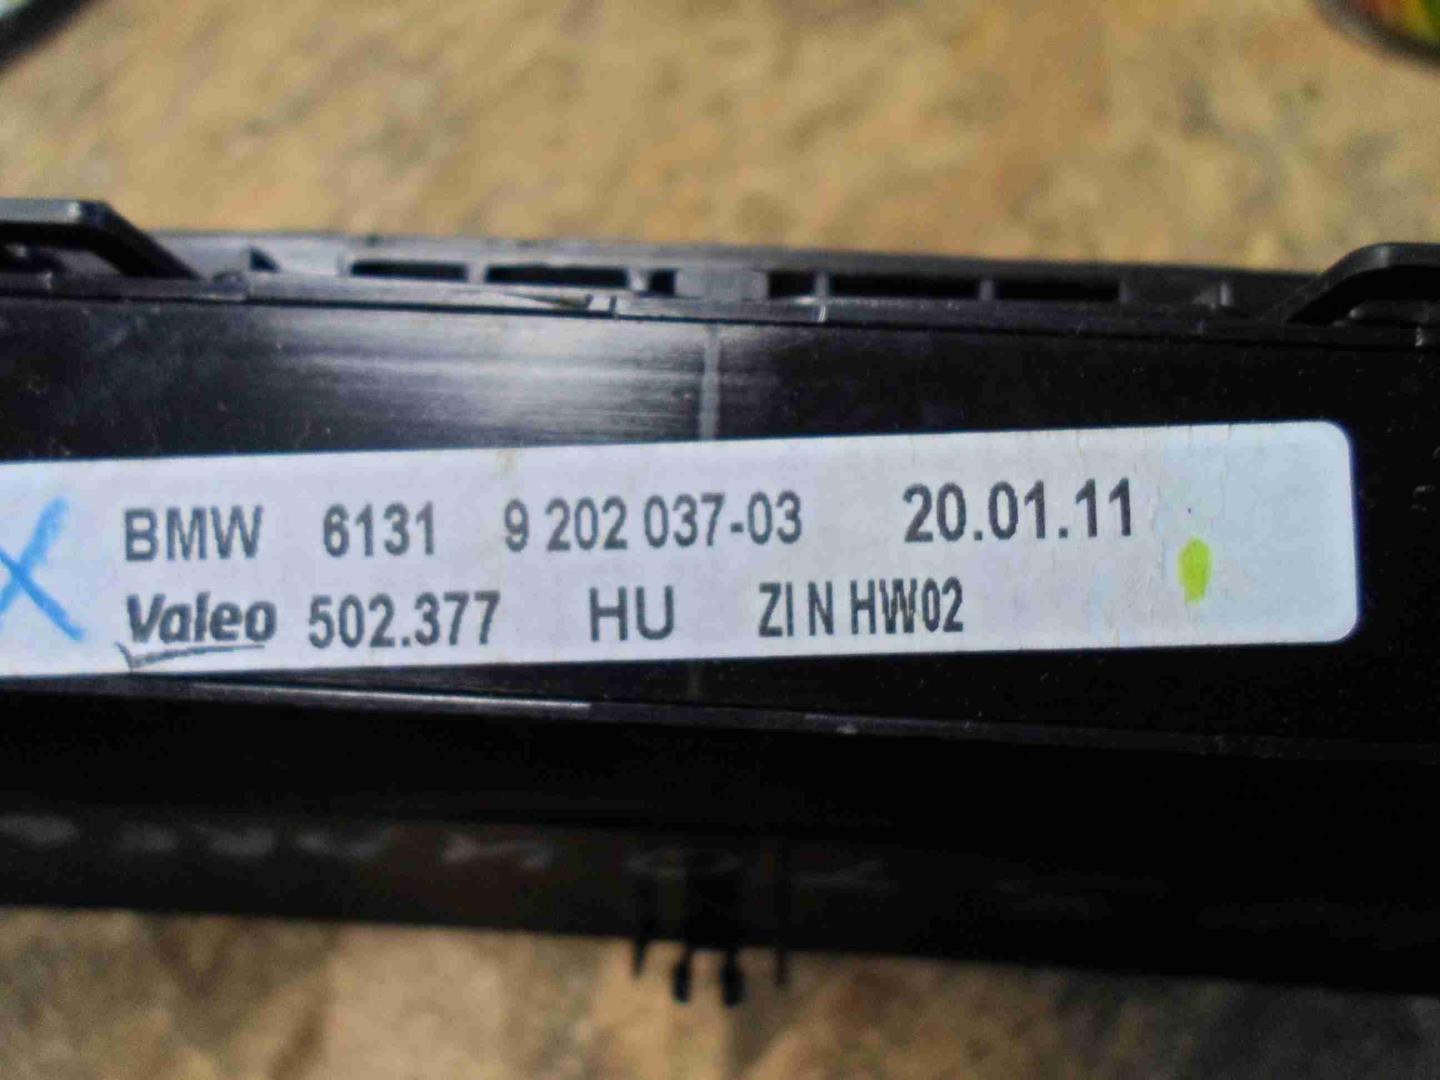 BMW 6131 9 202 037-03 20.01.11
Valeo 502.377 HU ZI N HW02